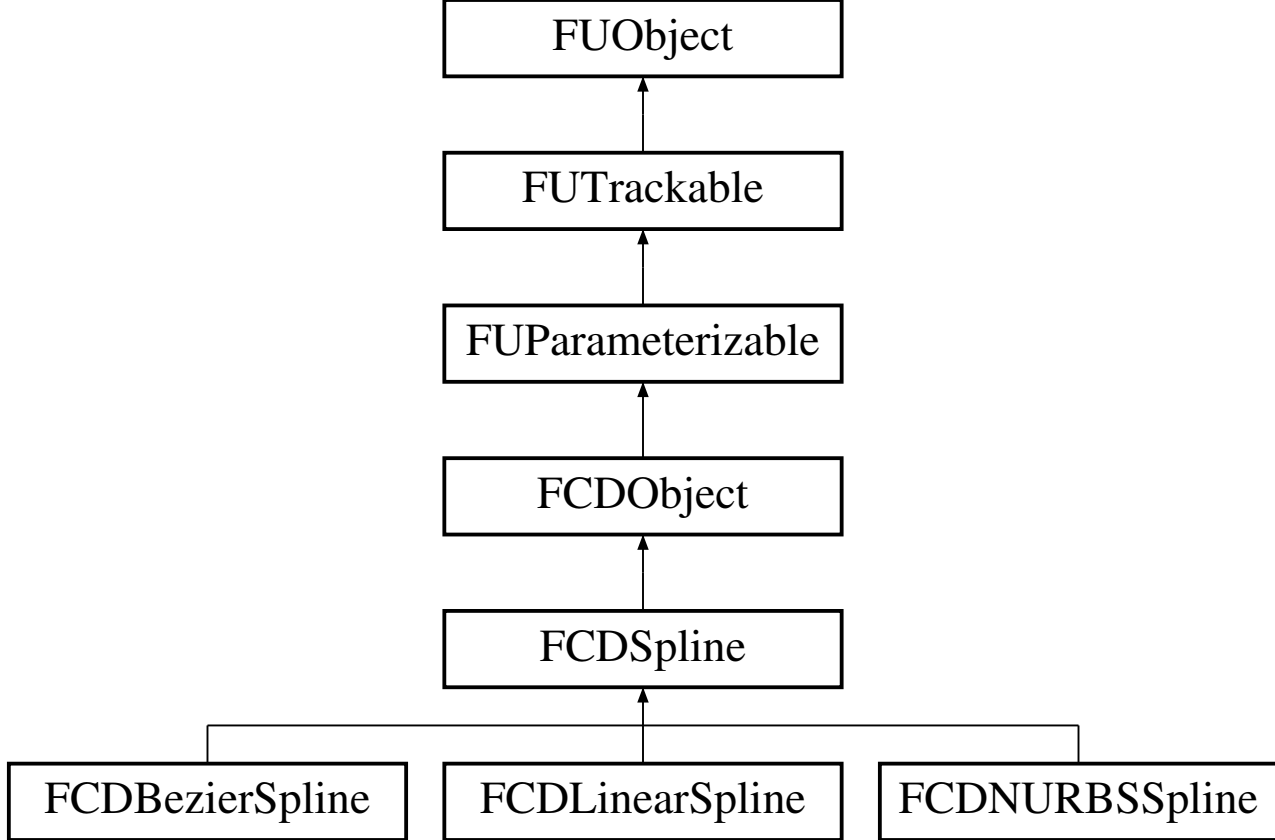 FUObject
FUTrackable
FUParameterizable
FCDObject
FCDSpline
FCDBezierSpline
FCDLinearSpline
FCDNURBSSpline